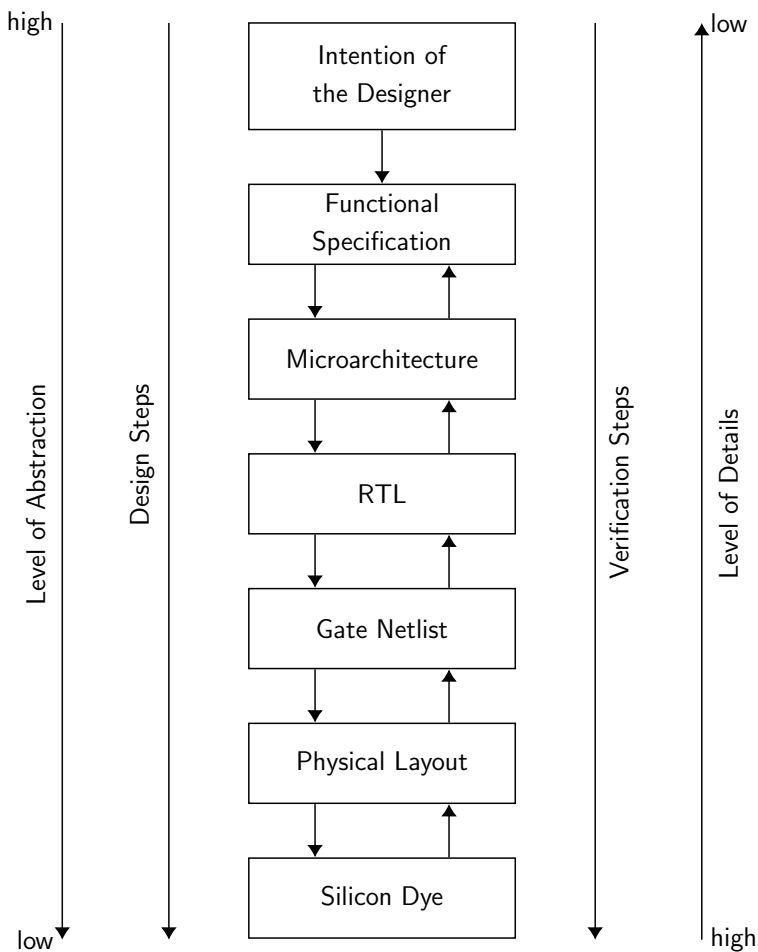 high
low
Intention of
the Designer
Functional
Specification
Microarchitecture
RTL
Gate Netlist
Physical Layout
Silicon Dye
Level of Abstraction
Design Steps
Verification Steps
Level of Details
low
high